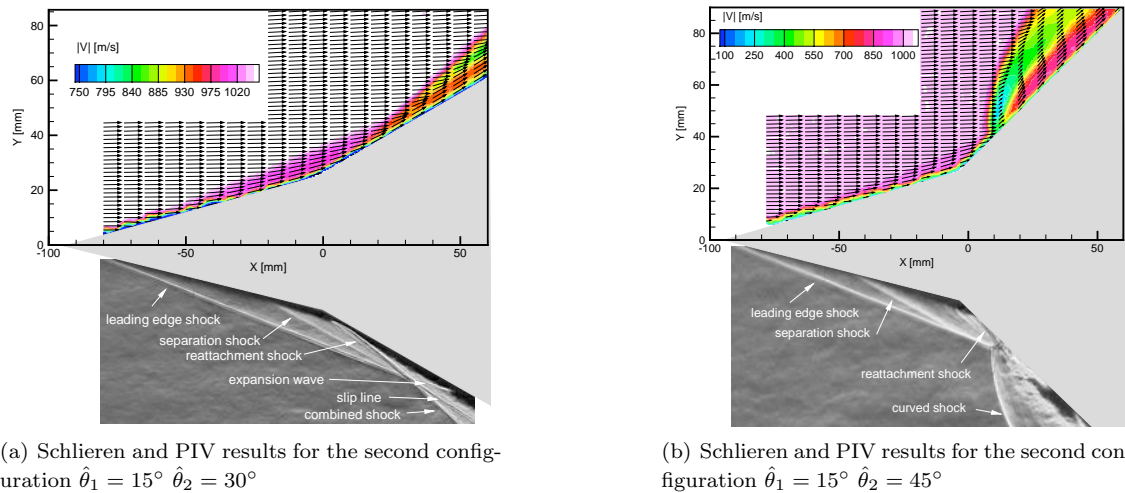 |V| [m/s]
750 795 840 885 930 975 1020
Y [mm]
80
60
40
20
0
-100 -50 0 50
X [mm]
leading edge shock
separation shock
reattachment shock
expansion wave
slip line
combined shock
(a) Schlieren and PIV results for the second config-
uration θ̂₁ = 15° θ̂₂ = 30°
|V| [m/s]
100 250 400 550 700 850 1000
Y [mm]
80
60
40
20
0
-100 -50 0 50
X [mm]
leading edge shock
separation shock
reattachment shock
curved shock
(b) Schlieren and PIV results for the second con
figuration θ̂₁ = 15° θ̂₂ = 45°